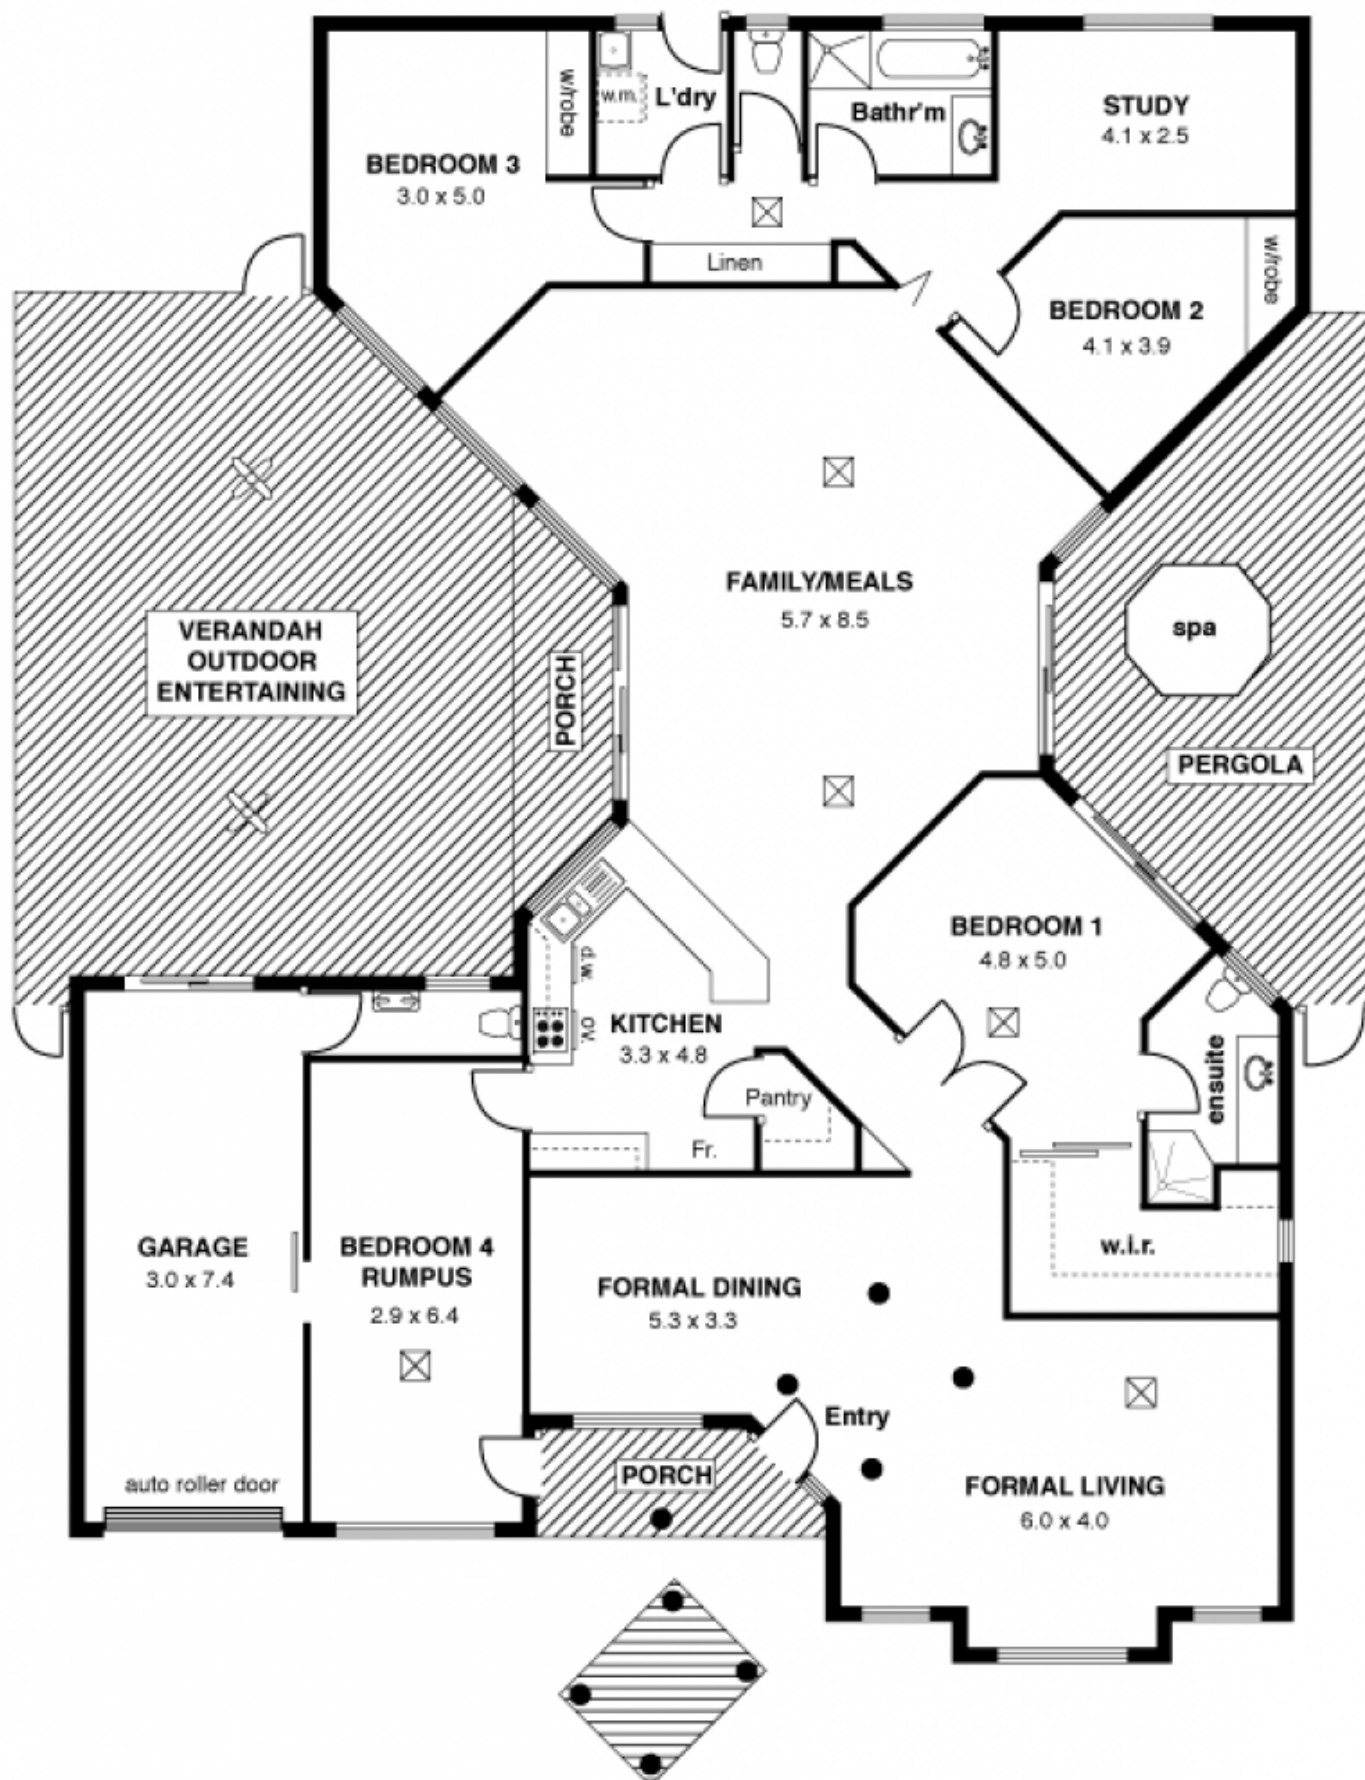 w/robe
w.m.
L'dry
Bathr'm
STUDY
4.1 x 2.5
BEDROOM 3
3.0 x 5.0
Linen
w/robe
BEDROOM 2
4.1 x 3.9
FAMILY/MEALS
5.7 x 8.5
VERANDAH
OUTDOOR
ENTERTAINING
PORCH
spa
PERGOLA
BEDROOM 1
4.8 x 5.0
d.w.
ov.
KITCHEN
3.3 x 4.8
ensuite
Pantry
Fr.
GARAGE
3.0 x 7.4
BEDROOM 4
RUMPUS
2.9 x 6.4
w.i.r.
FORMAL DINING
5.3 x 3.3
Entry
auto roller door
PORCH
FORMAL LIVING
6.0 x 4.0